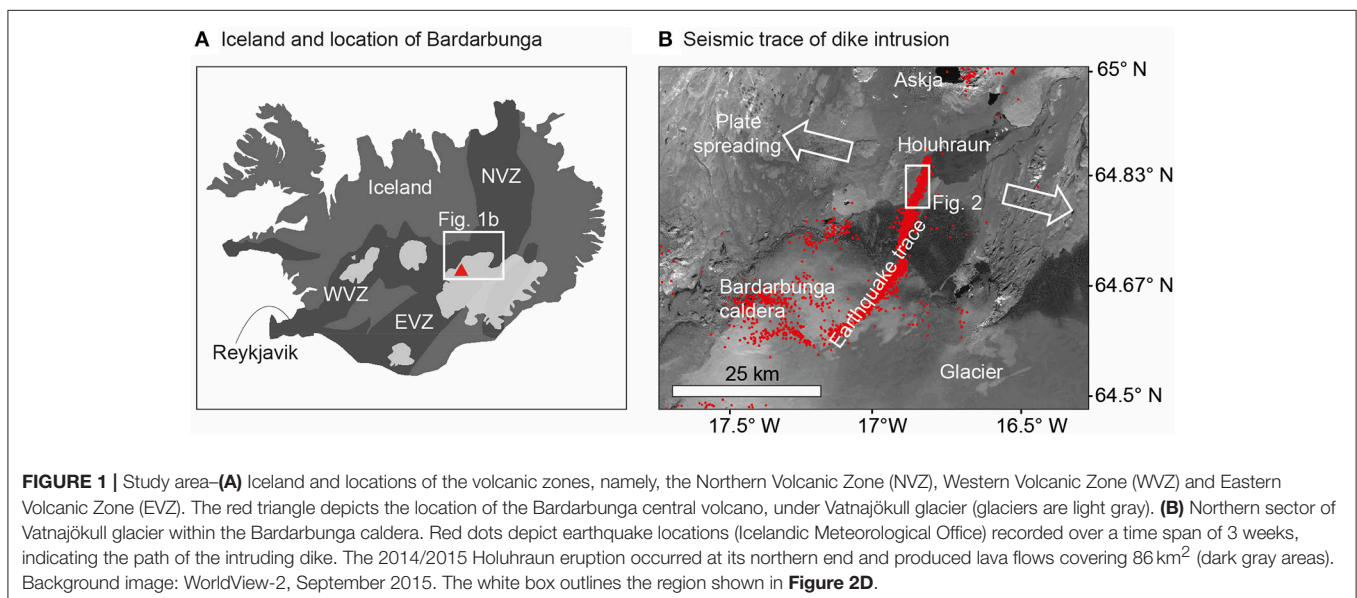 A Iceland and location of Bardarbunga
B Seismic trace of dike intrusion
Iceland
NVZ
Fig. 1b
WVZ
EVZ
Reykjavik
Askja
Plate
spreading
Holuhraun
Fig. 2
Earthquake trace
Bardarbunga
caldera
Glacier
25 km
65° N
64.83° N
64.67° N
64.5° N
17.5° W
17° W
16.5° W
FIGURE 1 | Study area–(A) Iceland and locations of the volcanic zones, namely, the Northern Volcanic Zone (NVZ), Western Volcanic Zone (WVZ) and Eastern
Volcanic Zone (EVZ). The red triangle depicts the location of the Bardarbunga central volcano, under Vatnajökull glacier (glaciers are light gray). (B) Northern sector of
Vatnajökull glacier within the Bardarbunga caldera. Red dots depict earthquake locations (Icelandic Meteorological Office) recorded over a time span of 3 weeks,
indicating the path of the intruding dike. The 2014/2015 Holuhraun eruption occurred at its northern end and produced lava flows covering 86 km² (dark gray areas).
Background image: WorldView-2, September 2015. The white box outlines the region shown in Figure 2D.